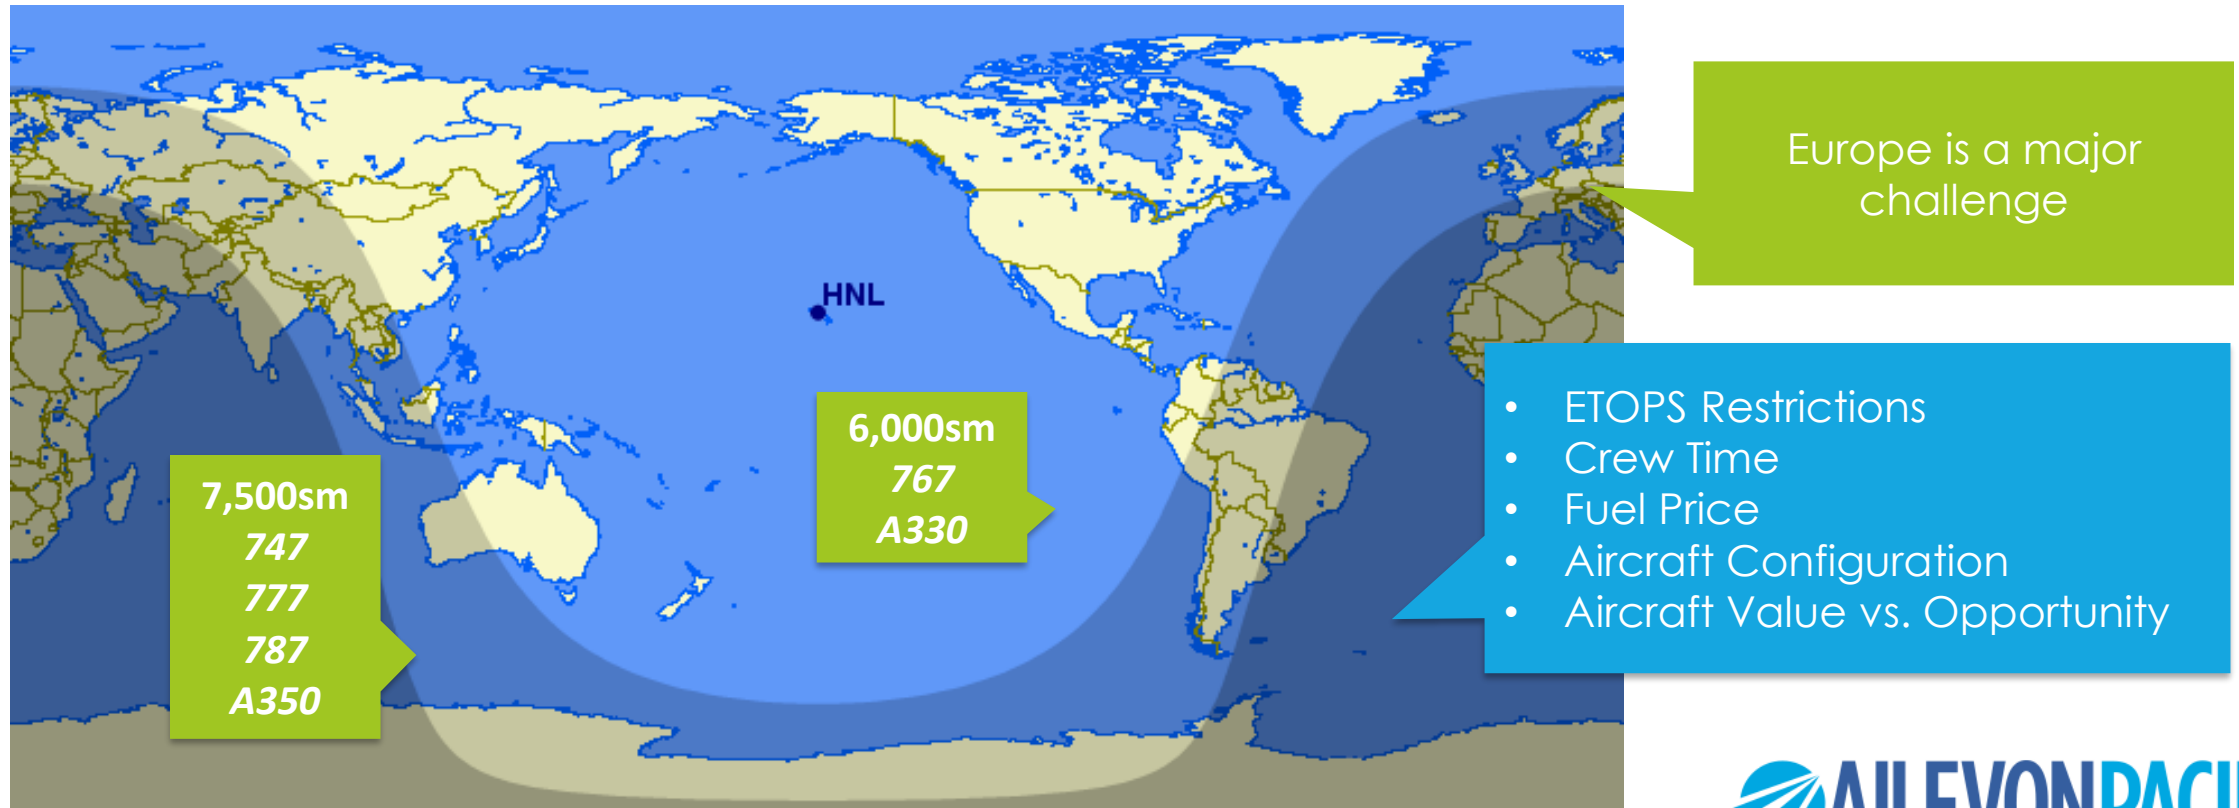 Europe is a major
challenge
HNL
6,000sm
767
A330
7,500sm
747
777
787
A350
• ETOPS Restrictions
• Crew Time
• Fuel Price
• Aircraft Configuration
• Aircraft Value vs. Opportunity